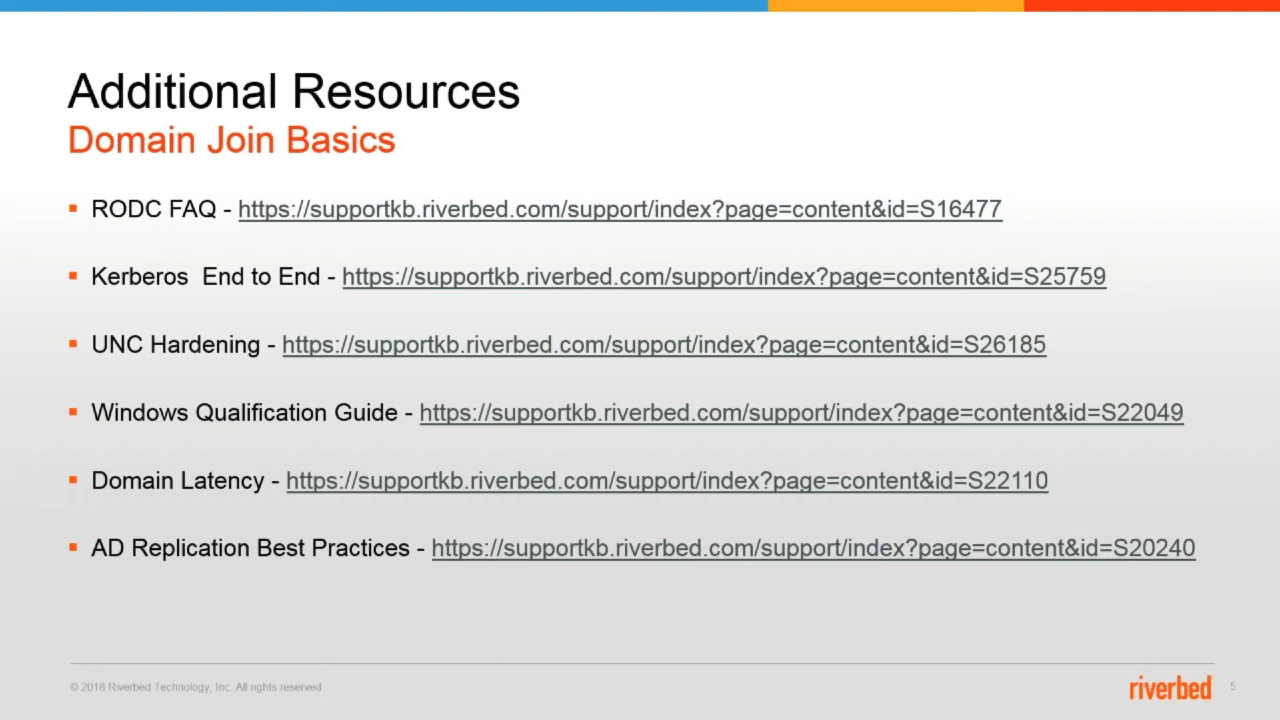 Additional Resources
Domain Join Basics
RODC FAQ - https://supportkb.riverbed.com/support/index?page=content&id=S16477
Kerberos End to End - https://supportkb.riverbed.com/support/index?page=content&id=S25759
UNC Hardening - https://supportkb.riverbed.com/support/index?page=content&id=S26185
Windows Qualification Guide - https://supportkb.riverbed.com/support/index?page=content&id=S22049
Domain Latency - https://supportkb.riverbed.com/support/index?page=content&id=S22110
AD Replication Best Practices - https://supportkb.riverbed.com/support/index?page=content&id=S20240
© 2018 Riverbed Technology, Inc. All rights reserved.
riverbed
5